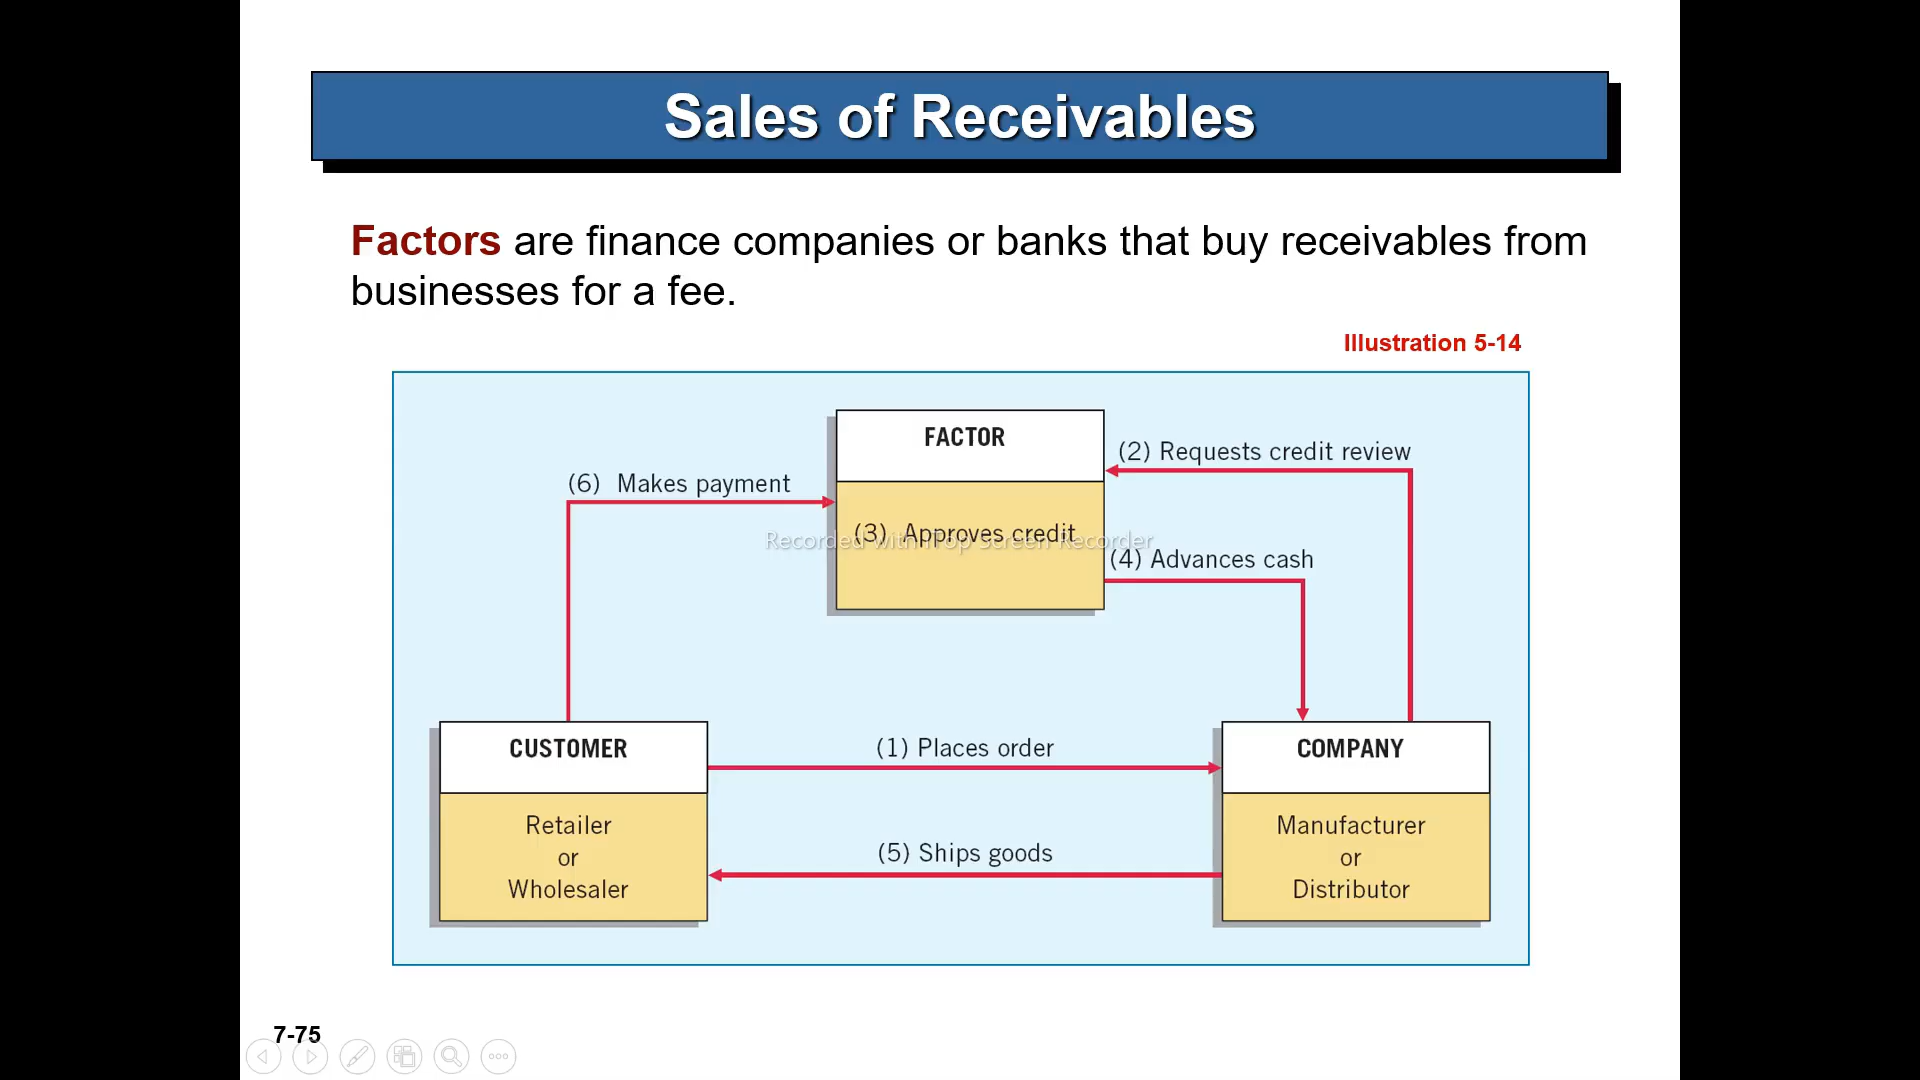 Sales of Receivables
Factors are finance companies or banks that buy receivables from
businesses for a fee.
Illustration 5-14
FACTOR
(2) Requests credit review
(6) Makes payment
(3) Approves credit
Recorded with iTop Screen Recorder
(4) Advances cash
CUSTOMER
(1) Places order
COMPANY
Retailer
or
Wholesaler
(5) Ships goods
Manufacturer
or
Distributor
7-75